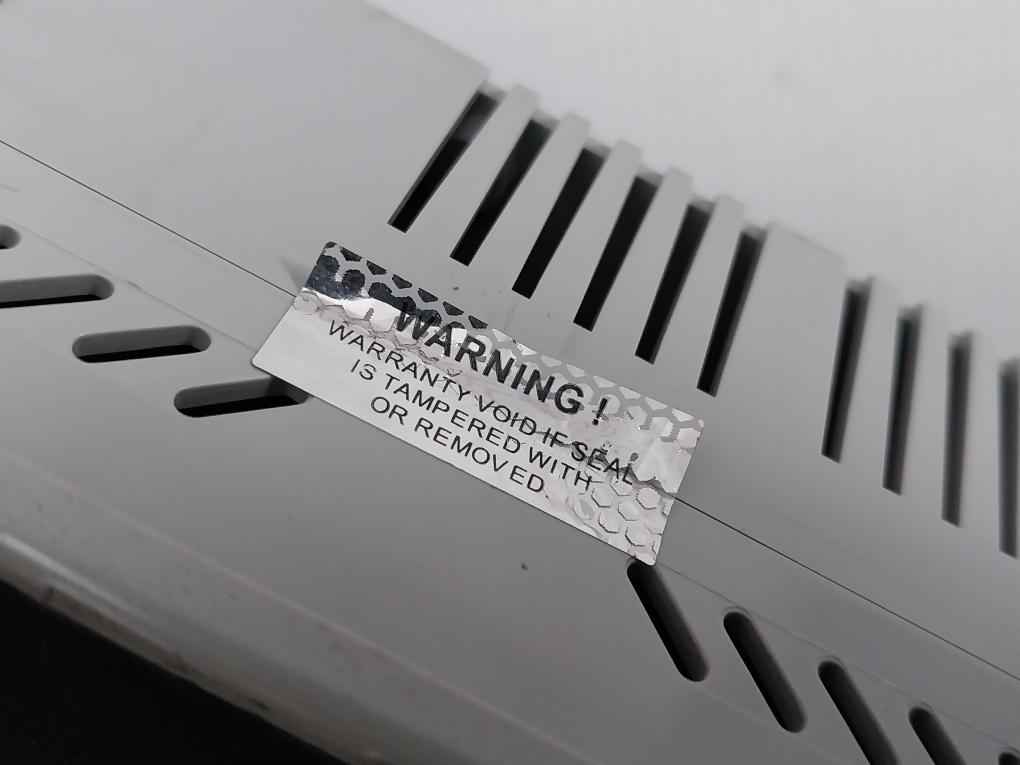 WARNING!
WARRANTY VOID IF SEAL
IS TAMPERED WITH
OR REMOVED.